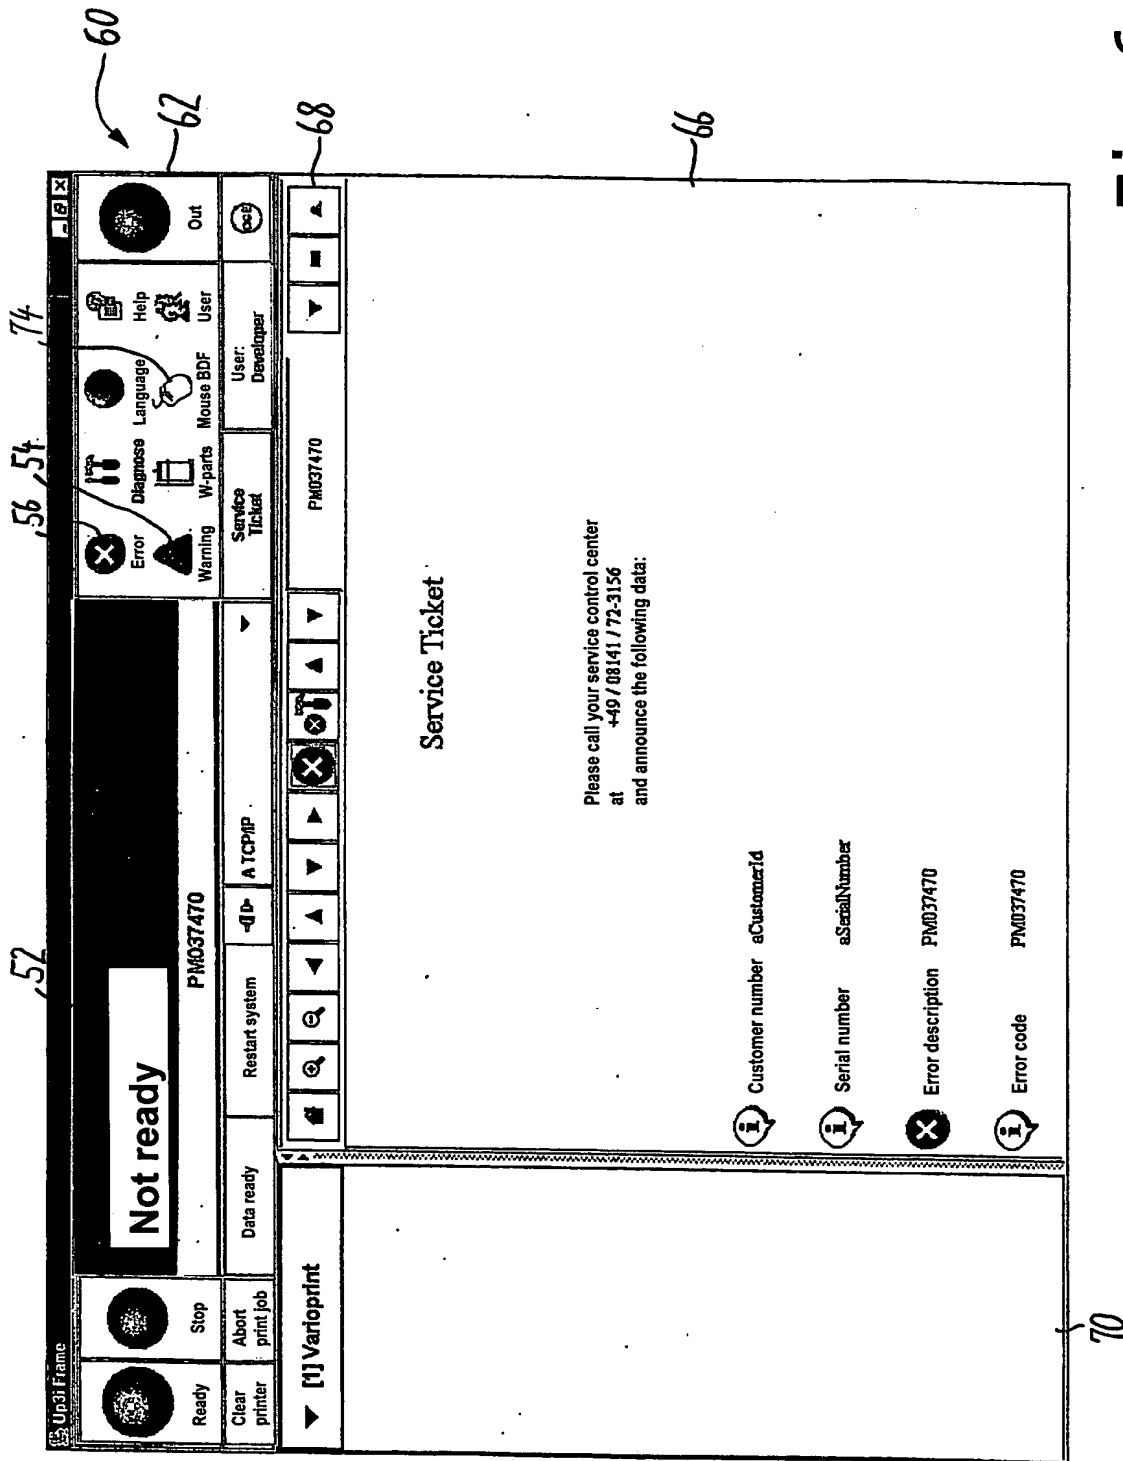 60
62
68
66
52
56
54
74
70
Up3i Frame
Ready
Stop
Not ready
PM037470
Error
Diagnose
Language
Help
Warning
W-parts
Mouse BDF
User
Out
Clear printer
Abort print job
Data ready
Restart system
A TCP/IP
Service Ticket
User: Developer
OCE
[1] Varioprint
PM037470
Service Ticket
Please call your service control center
at +49 / 08141 / 72-3156
and announce the following data:
Customer number aCustomerId
Serial number aSerialNumber
Error description PM037470
Error code PM037470